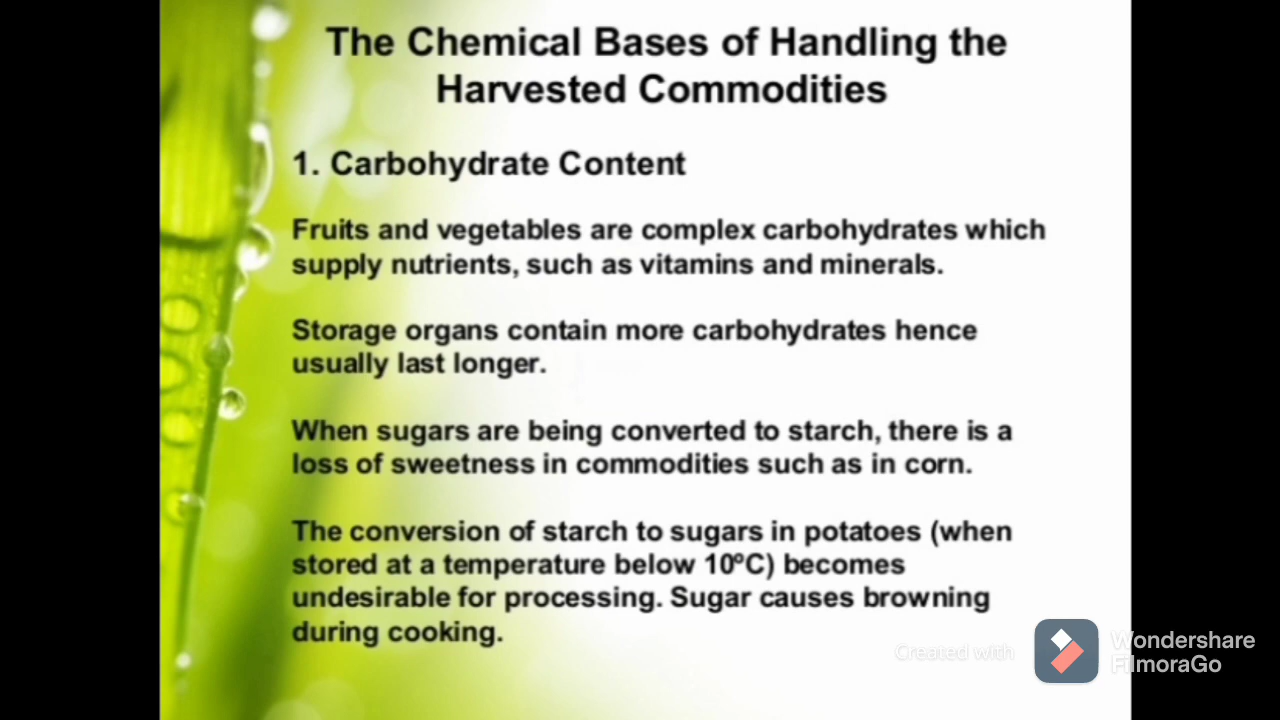 The Chemical Bases of Handling the
Harvested Commodities
1. Carbohydrate Content
Fruits and vegetables are complex carbohydrates which
supply nutrients, such as vitamins and minerals.
Storage organs contain more carbohydrates hence
usually last longer.
When sugars are being converted to starch, there is a
loss of sweetness in commodities such as in corn.
The conversion of starch to sugars in potatoes (when
stored at a temperature below 10ºC) becomes
undesirable for processing. Sugar causes browning
during cooking.
Created with
Wondershare
FilmoraGo